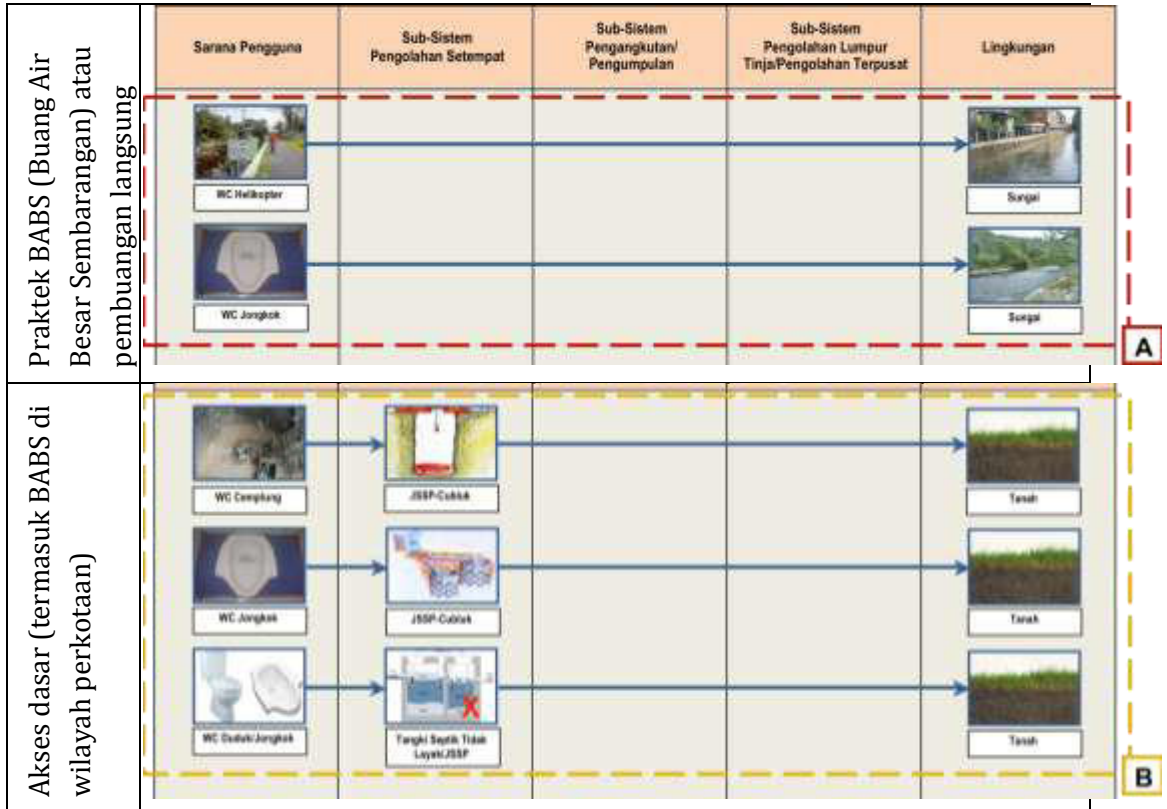 Sarana Pengguna
Sub-Sistem
Pengolahan Setempat
Sub-Sistem
Pengangkutan/
Pengumpulan
Sub-Sistem
Pengolahan Lumpur
Tinja/Pengolahan Terpusat
Lingkungan
Praktek BABS (Buang Air
Besar Sembarangan) atau
pembuangan langsung
WC Helikopter
Sungai
WC Jongkok
Sungai
A
Akses dasar (termasuk BABS di
wilayah perkotaan)
WC Cemplung
JSSP-Cubluk
Tanah
WC Jongkok
JSSP-Cubluk
Tanah
WC Duduk/Jongkok
Tangki Septik Tidak
Layak/JSSP
Tanah
B